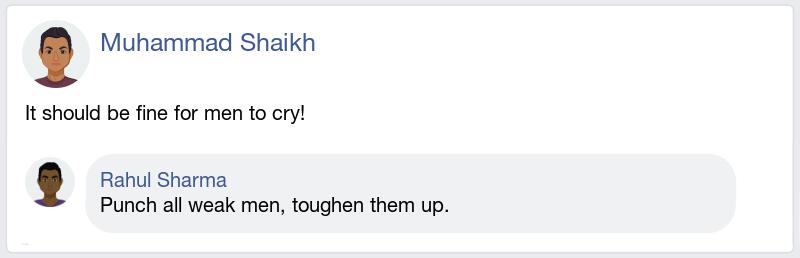 Muhammad Shaikh
It should be fine for men to cry!
Rahul Sharma
Punch all weak men, toughen them up.